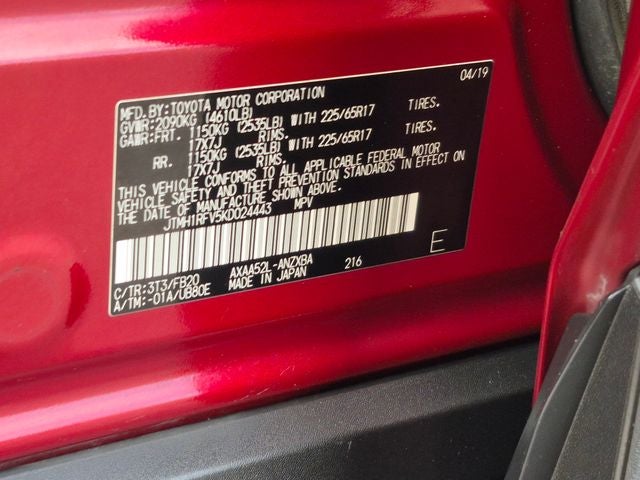 MFD. BY: TOYOTA MOTOR CORPORATION 04/19
GVWR: 2090KG (4610LB)
GAWR: FRT. 1150KG (2535LB) WITH 225/65R17 TIRES.
17X7J RIMS.
RR. 1150KG (2535LB) WITH 225/65R17 TIRES.
17X7J RIMS.
THIS VEHICLE CONFORMS TO ALL APPLICABLE FEDERAL MOTOR
VEHICLE SAFETY AND THEFT PREVENTION STANDARDS IN EFFECT ON
THE DATE OF MANUFACTURE SHOWN ABOVE.
JTMH1RFV5KD024443 MPV
E
C/TR: 3T3/FB20 AXAA52L-ANZXBA 216
A/TM: -01A/UB80E MADE IN JAPAN